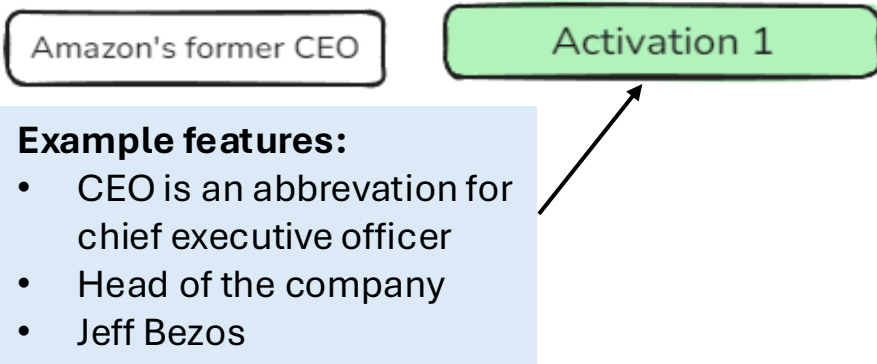 Amazon's former CEO
Activation 1
Example features:
• CEO is an abbrevation for
chief executive officer
• Head of the company
• Jeff Bezos